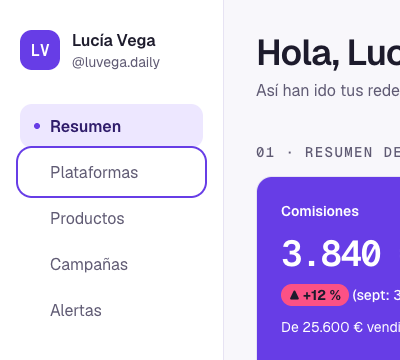 LV
Lucía Vega
@luvega.daily
Resumen
Plataformas
Productos
Campañas
Alertas
Hola, Luc
Así han ido tus rede
01 · RESUMEN DE
Comisiones
3.840
▲ +12 % (sept: 3
De 25.600 € vendi